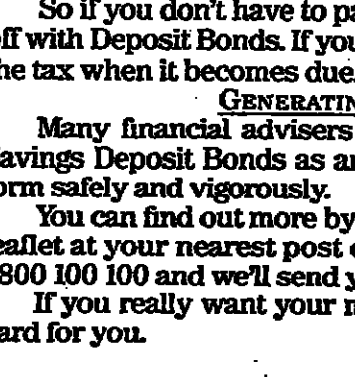 So if you don't have to pa
ff with Deposit Bonds. If you
he tax when it becomes due
GENERATIN
Many financial advisers
avings Deposit Bonds as an
orm safely and vigorously.
You can find out more by
eaflet at your nearest post o
800 100 100 and we'll send y
If you really want your m
ard for you.